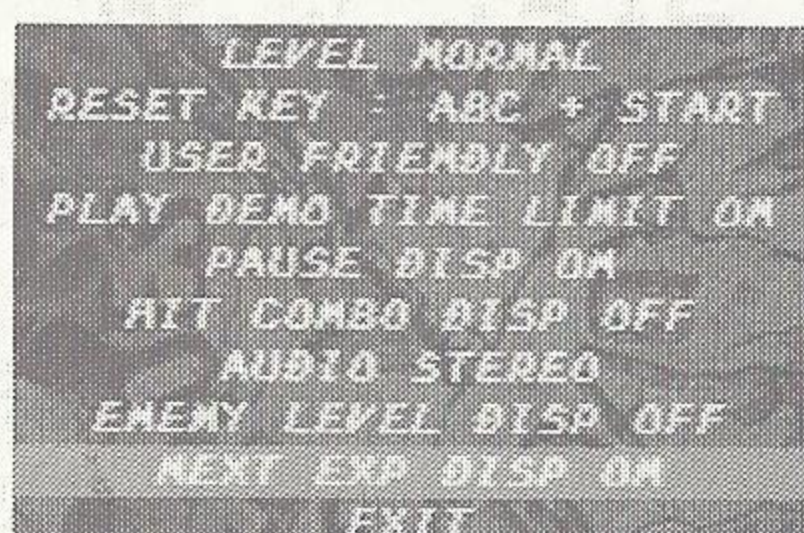 LEVEL NORMAL
RESET KEY : ABC + START
USER FRIENDLY OFF
PLAY DEMO TIME LIMIT ON
PAUSE DISP ON
HIT COMBO DISP OFF
AUDIO STEREO
ENEMY LEVEL DISP OFF
NEXT EXP DISP ON
EXIT